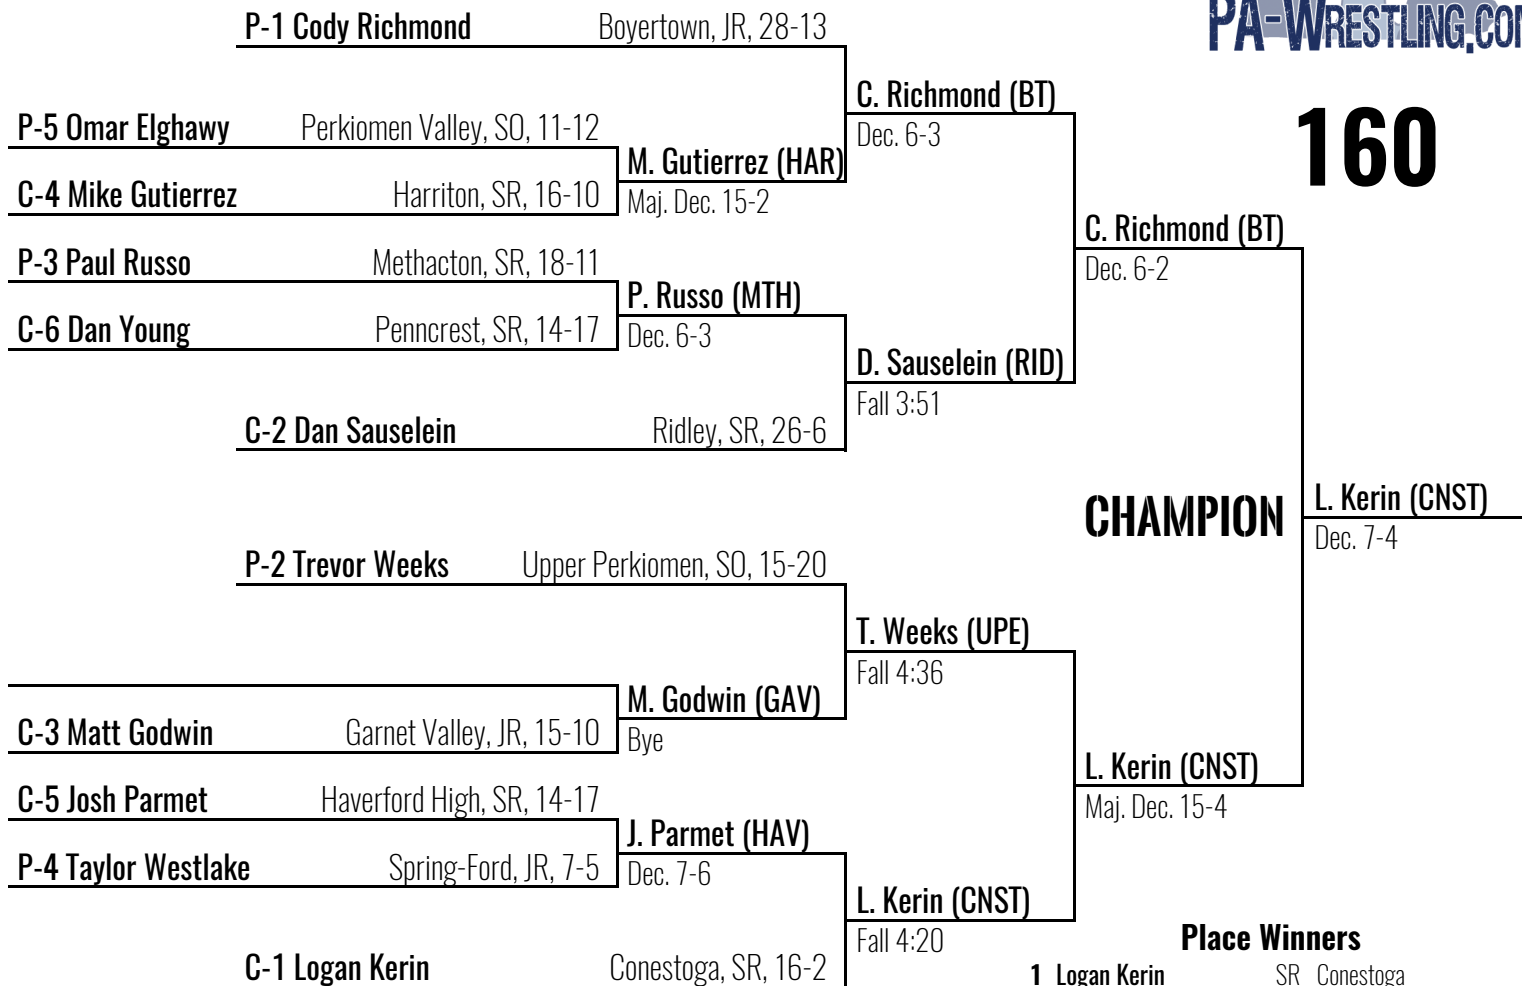 PA-WRESTLING.COM
160
P-1 Cody Richmond Boyertown, JR, 28-13
C. Richmond (BT)
Dec. 6-3
P-5 Omar Elghawy Perkiomen Valley, SO, 11-12
M. Gutierrez (HAR)
Maj. Dec. 15-2
C-4 Mike Gutierrez Harriton, SR, 16-10
C. Richmond (BT)
Dec. 6-2
P-3 Paul Russo Methacton, SR, 18-11
P. Russo (MTH)
Dec. 6-3
C-6 Dan Young Penncrest, SR, 14-17
D. Sauselein (RID)
Fall 3:51
C-2 Dan Sauselein Ridley, SR, 26-6
CHAMPION
L. Kerin (CNST)
Dec. 7-4
P-2 Trevor Weeks Upper Perkiomen, SO, 15-20
T. Weeks (UPE)
Fall 4:36
M. Godwin (GAV)
Bye
C-3 Matt Godwin Garnet Valley, JR, 15-10
L. Kerin (CNST)
Maj. Dec. 15-4
C-5 Josh Parmet Haverford High, SR, 14-17
J. Parmet (HAV)
Dec. 7-6
P-4 Taylor Westlake Spring-Ford, JR, 7-5
L. Kerin (CNST)
Fall 4:20
C-1 Logan Kerin Conestoga, SR, 16-2
Place Winners
1 Logan Kerin SR Conestoga